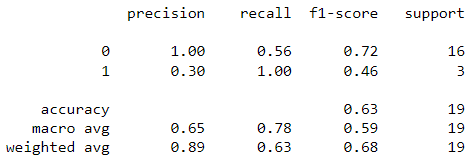 precision recall f1-score support
0 1.00 0.56 0.72 16
1 0.30 1.00 0.46 3
accuracy 0.63 19
macro avg 0.65 0.78 0.59 19
weighted avg 0.89 0.63 0.68 19